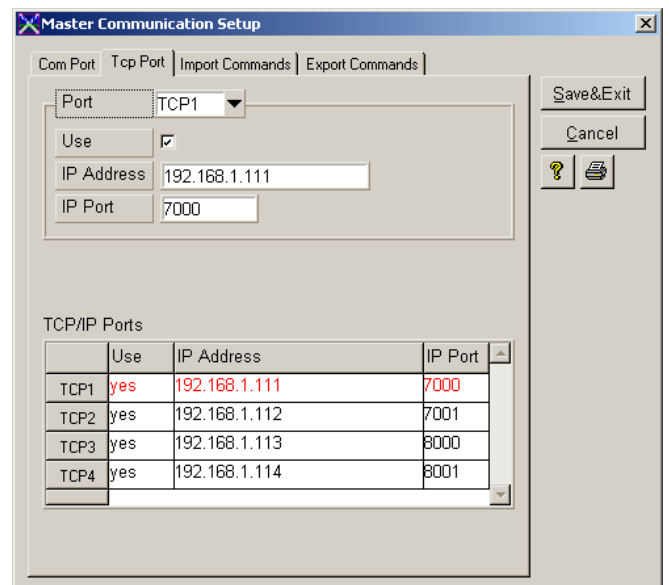 Master Communication Setup
Com Port Tcp Port Import Commands Export Commands
Port TCP1
Save&Exit
Use
Cancel
IP Address 192.168.1.111
?
IP Port 7000
TCP/IP Ports
Use IP Address IP Port
TCP1 yes 192.168.1.111 7000
TCP2 yes 192.168.1.112 7001
TCP3 yes 192.168.1.113 8000
TCP4 yes 192.168.1.114 8001